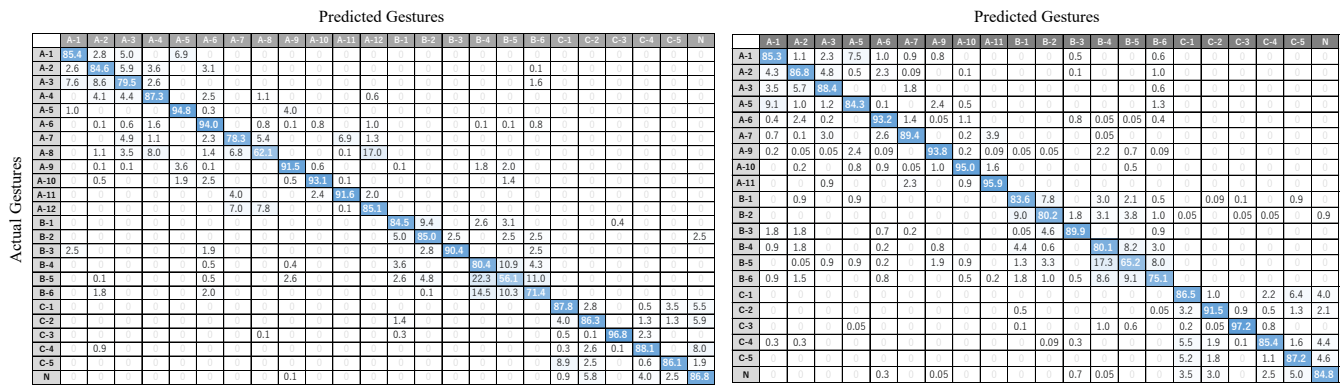 Predicted Gestures
A-1 A-2 A-3 A-4 A-5 A-6 A-7 A-8 A-9 A-10 A-11 A-12 B-1 B-2 B-3 B-4 B-5 B-6 C-1 C-2 C-3 C-4 C-5 N
A-1 85.4 2.8 5.0 6.9
A-2 2.6 84.6 5.9 3.6 3.1 0.1
A-3 7.6 8.6 79.5 2.6 1.6
A-4 4.1 4.4 87.3 2.5 1.1 0.6
A-5 1.0 94.8 0.3 4.0
A-6 0.1 0.6 1.6 94.0 0.8 0.1 0.8 1.0 0.1 0.1 0.8
A-7 4.9 1.1 2.3 78.3 5.4 6.9 1.3
A-8 1.1 3.5 8.0 1.4 6.8 62.1 0.1 17.0
A-9 0.1 0.1 3.6 0.1 91.5 0.6 0.1 1.8 2.0
A-10 0.5 1.9 2.5 0.5 93.1 0.1 1.4
A-11 4.0 2.4 91.6 2.0
A-12 7.0 7.8 0.1 85.1
B-1 84.5 9.4 2.6 3.1 0.4
B-2 5.0 85.0 2.5 2.5 2.5 2.5
B-3 2.5 1.9 2.8 90.4 2.5
B-4 0.5 0.4 3.6 80.4 10.9 4.3
B-5 0.1 0.5 2.6 2.6 4.8 22.3 56.1 11.0
B-6 1.8 2.0 0.1 14.5 10.3 71.4
C-1 87.8 2.8 0.5 3.5 5.5
C-2 1.4 4.0 86.3 1.3 1.3 5.9
C-3 0.1 0.3 0.5 0.1 96.8 2.3
C-4 0.9 0.3 2.6 0.1 88.1 8.0
C-5 8.9 2.5 0.6 86.1 1.9
N 0.1 0.9 5.8 4.0 2.5 86.8
Actual Gestures
Predicted Gestures
A-1 A-2 A-3 A-5 A-6 A-7 A-9 A-10 A-11 B-1 B-2 B-3 B-4 B-5 B-6 C-1 C-2 C-3 C-4 C-5 N
A-1 85.3 1.1 2.3 7.5 1.0 0.9 0.8 0.5 0.6
A-2 4.3 86.8 4.8 0.5 2.3 0.09 0.1 0.1 1.0
A-3 3.5 5.7 88.4 1.8 0.6
A-5 9.1 1.0 1.2 84.3 0.1 2.4 0.5 1.3
A-6 0.4 2.4 0.2 93.2 1.4 0.05 1.1 0.8 0.05 0.05 0.4
A-7 0.7 0.1 3.0 2.6 89.4 0.2 3.9 0.05
A-9 0.2 0.05 0.05 2.4 0.09 93.8 0.2 0.09 0.05 0.05 2.2 0.7 0.09
A-10 0.2 0.8 0.9 0.05 1.0 95.0 1.6 0.5
A-11 0.9 2.3 0.9 95.9
B-1 0.9 0.9 83.6 7.8 3.0 2.1 0.5 0.09 0.1 0.9
B-2 9.0 80.2 1.8 3.1 3.8 1.0 0.05 0.05 0.05 0.9
B-3 1.8 1.8 0.7 0.2 0.05 4.6 89.9 0.9
B-4 0.9 1.8 0.2 0.8 4.4 0.6 80.1 8.2 3.0
B-5 0.05 0.9 0.9 0.2 1.9 0.9 1.3 3.3 17.3 65.2 8.0
B-6 0.9 1.5 0.6 0.5 0.2 1.8 1.0 0.5 8.6 9.1 75.1
C-1 86.5 1.0 2.2 6.4 4.0
C-2 0.5 0.05 3.2 91.5 0.9 0.5 1.3 2.1
C-3 0.05 0.1 1.0 0.6 0.2 0.05 97.2 0.8
C-4 0.3 0.3 0.09 0.3 5.5 1.9 0.1 85.4 1.6 4.4
C-5 5.2 1.8 1.1 87.2 4.6
N 0.3 0.05 0.7 0.05 3.5 3.0 2.5 5.0 84.8